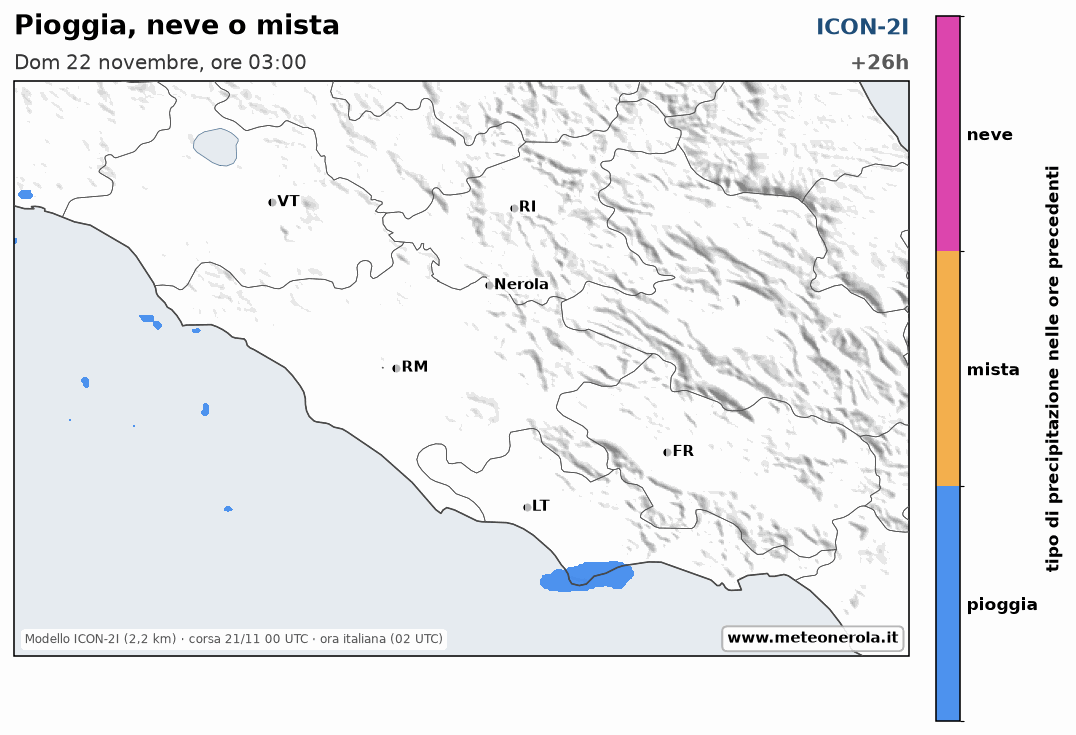 Pioggia, neve o mista
ICON-2I
Dom 22 novembre, ore 03:00
+26h
neve
VT
RI
Nerola
RM
mista
FR
LT
pioggia
tipo di precipitazione nelle ore precedenti
Modello ICON-2I (2,2 km) · corsa 21/11 00 UTC · ora italiana (02 UTC)
www.meteonerola.it